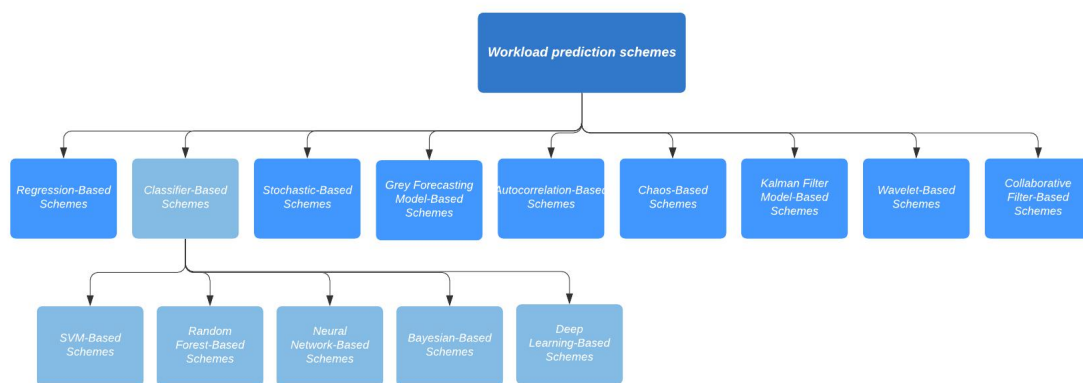 Workload prediction schemes
Regression-Based
Schemes
Classifier-Based
Schemes
Stochastic-Based
Schemes
Grey Forecasting
Model-Based
Schemes
Autocorrelation-Based
Schemes
Chaos-Based
Schemes
Kalman Filter
Model-Based
Schemes
Wavelet-Based
Schemes
Collaborative
Filter-Based
Schemes
SVM-Based
Schemes
Random
Forest-Based
Schemes
Neural
Network-Based
Schemes
Bayesian-Based
Schemes
Deep
Learning-Based
Schemes